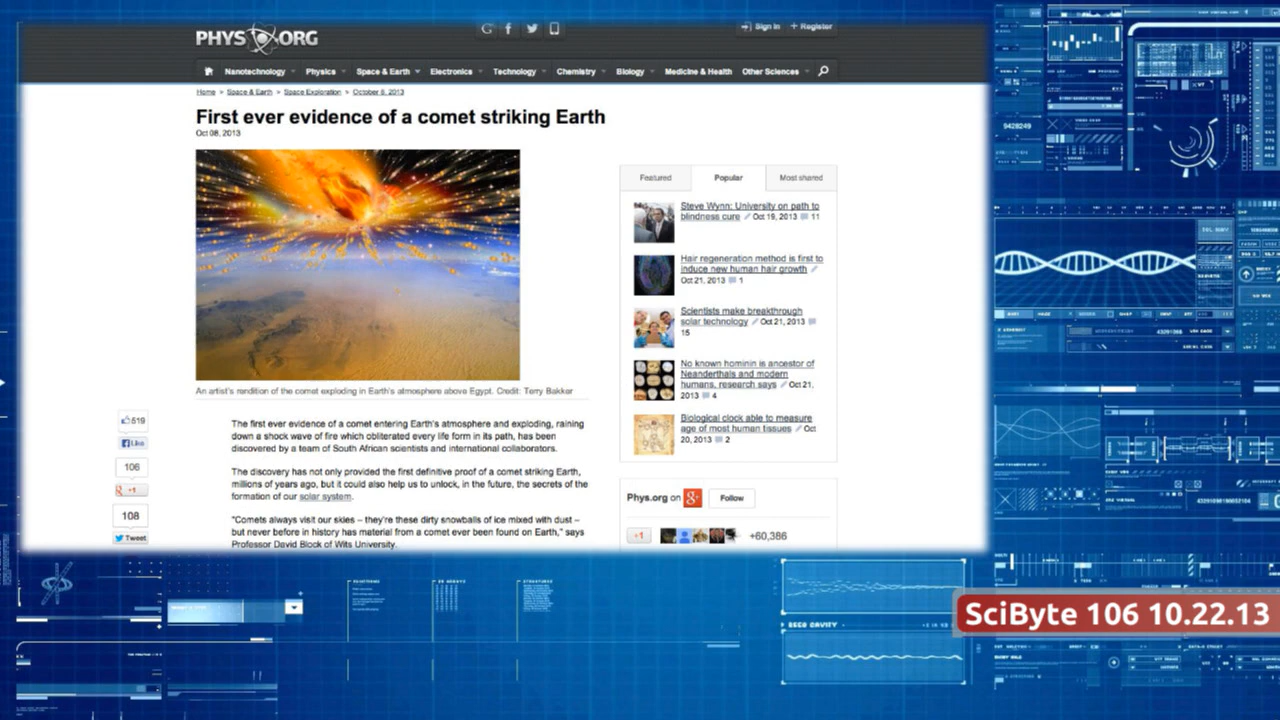 PHYS ORG
Sign In + Register
Nanotechnology Physics Space & Earth Electronics Technology Chemistry Biology Medicine & Health Other Sciences
Home > Space & Earth > Space Exploration > October 8, 2013
First ever evidence of a comet striking Earth
Oct 08, 2013
An artist's rendition of the comet exploding in Earth's atmosphere above Egypt. Credit: Terry Bakker
519
Like
106
+1
108
Tweet
The first ever evidence of a comet entering Earth's atmosphere and exploding, raining
down a shock wave of fire which obliterated every life form in its path, has been
discovered by a team of South African scientists and international collaborators.
The discovery has not only provided the first definitive proof of a comet striking Earth,
millions of years ago, but it could also help us to unlock, in the future, the secrets of the
formation of our solar system.
"Comets always visit our skies – they're these dirty snowballs of ice mixed with dust –
but never before in history has material from a comet ever been found on Earth," says
Professor David Block of Wits University.
Featured Popular Most shared
Steve Wynn: University on path to
blindness cure Oct 19, 2013 11
Hair regeneration method is first to
induce new human hair growth
Oct 21, 2013 1
Scientists make breakthrough
solar technology Oct 21, 2013
15
No known hominin is ancestor of
Neanderthals and modern
humans, research says Oct 21,
2013 4
Biological clock able to measure
age of most human tissues Oct
20, 2013 2
Phys.org on g+ Follow
+1 +60,386
9428249
SciByte 106 10.22.13